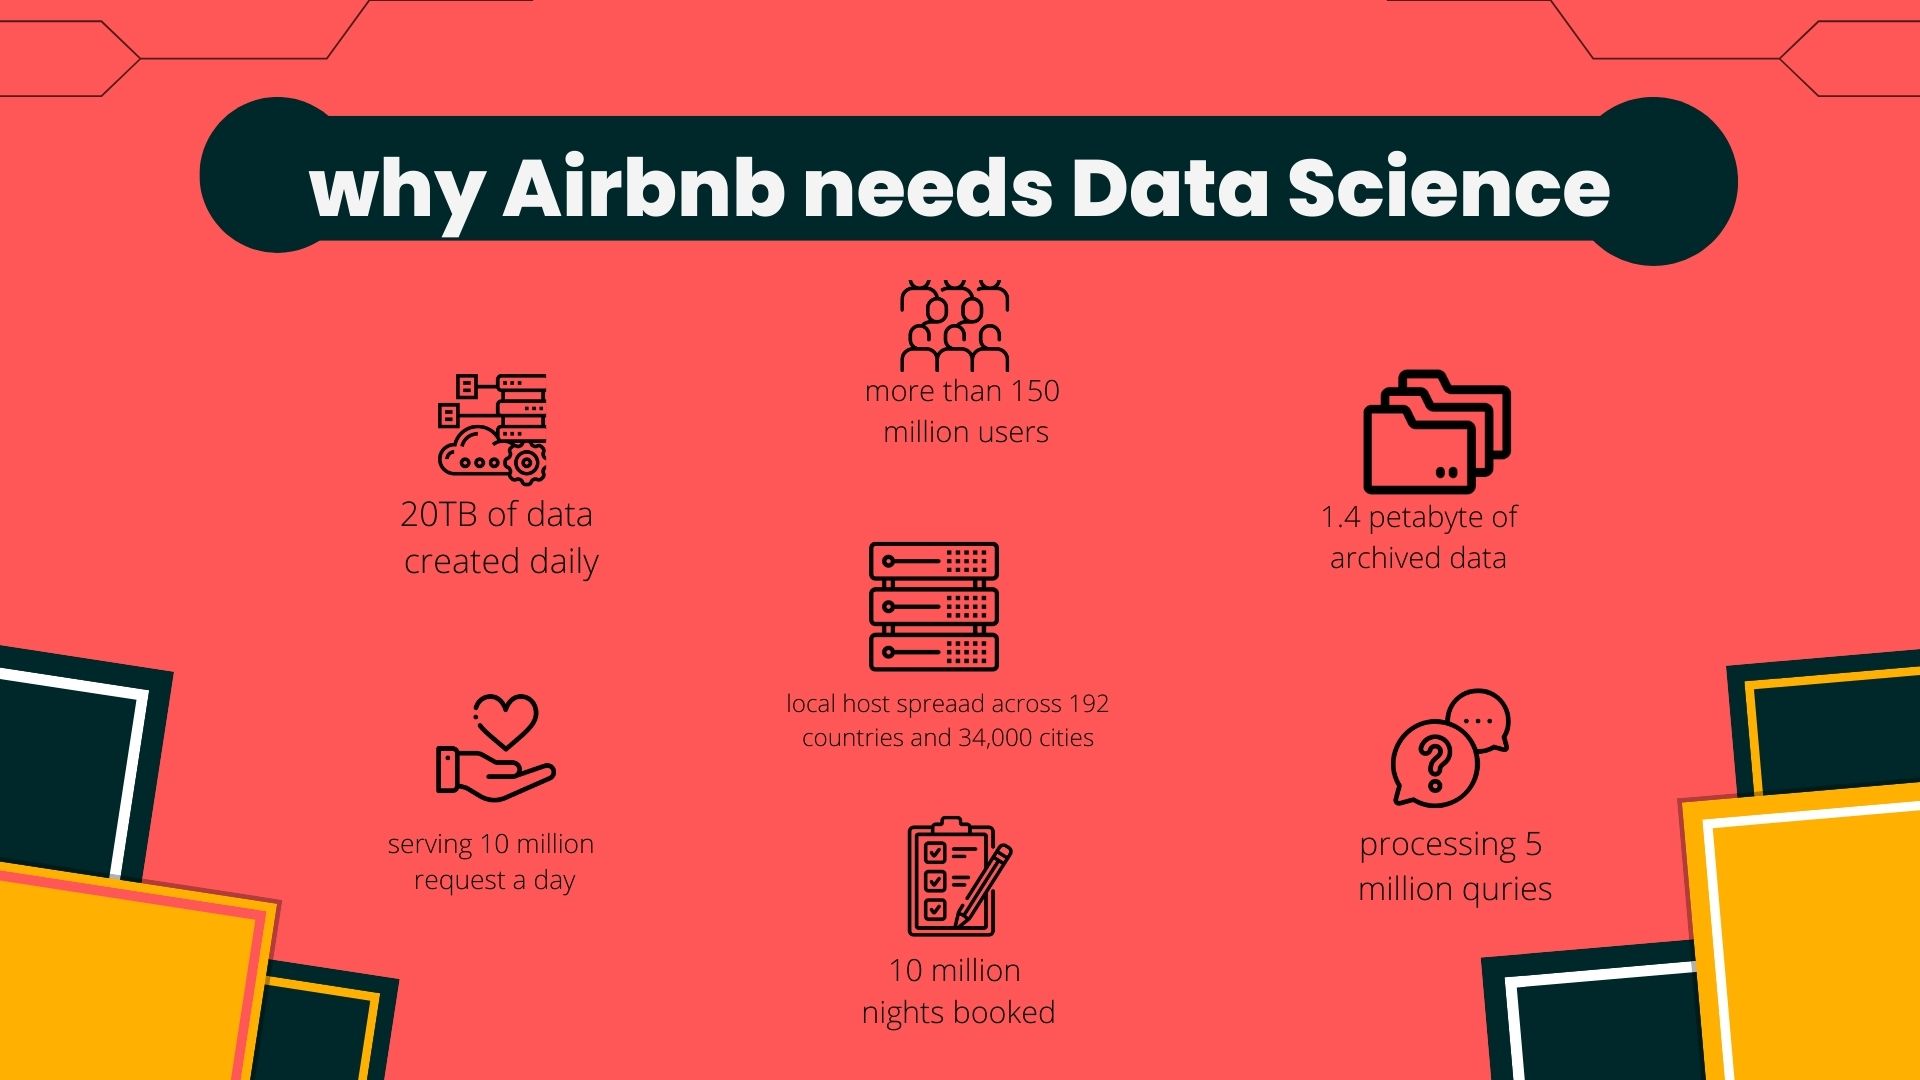 why Airbnb needs Data Science
more than 150
million users
20TB of data
created daily
1.4 petabyte of
archived data
local host spreaad across 192
countries and 34,000 cities
serving 10 million
request a day
processing 5
million quries
10 million
nights booked